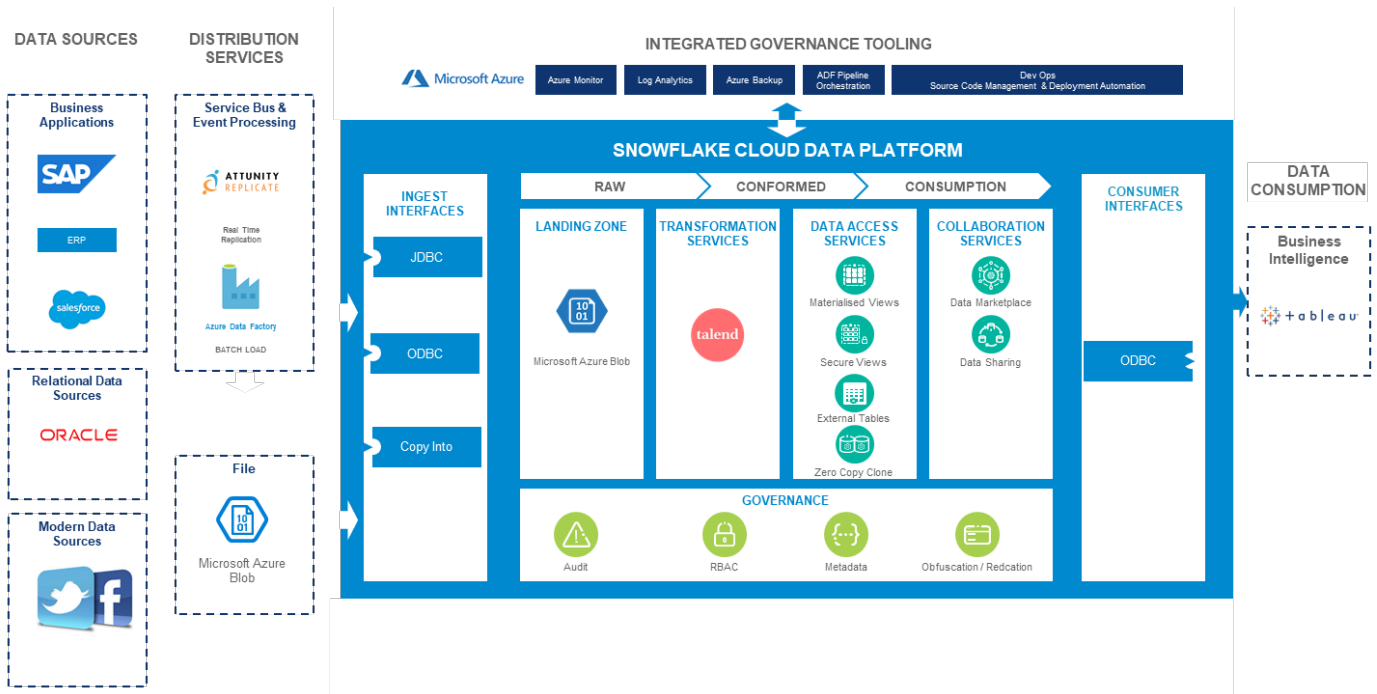 DATA SOURCES
Business
Applications
SAP
ERP
salesforce
Relational Data
Sources
ORACLE
Modern Data
Sources
f
DISTRIBUTION
SERVICES
Service Bus &
Event Processing
ATTUNITY
REPLICATE
Real Time
Replication
Azure Data Factory
BATCH LOAD
File
10
01
Microsoft Azure
Blob
INTEGRATED GOVERNANCE TOOLING
Microsoft Azure
Azure Monitor
Log Analytics
Azure Backup
ADF Pipeline
Orchestration
Dev Ops
Source Code Management & Deployment Automation
SNOWFLAKE CLOUD DATA PLATFORM
INGEST
INTERFACES
JDBC
ODBC
Copy Into
RAW
CONFORMED
CONSUMPTION
LANDING ZONE
10
01
Microsoft Azure Blob
TRANSFORMATION
SERVICES
talend
DATA ACCESS
SERVICES
Materialised Views
Secure Views
External Tables
Zero Copy Clone
COLLABORATION
SERVICES
Data Marketplace
Data Sharing
GOVERNANCE
Audit
RBAC
Metadata
Obfuscation / Redcation
CONSUMER
INTERFACES
ODBC
DATA
CONSUMPTION
Business
Intelligence
+ableau